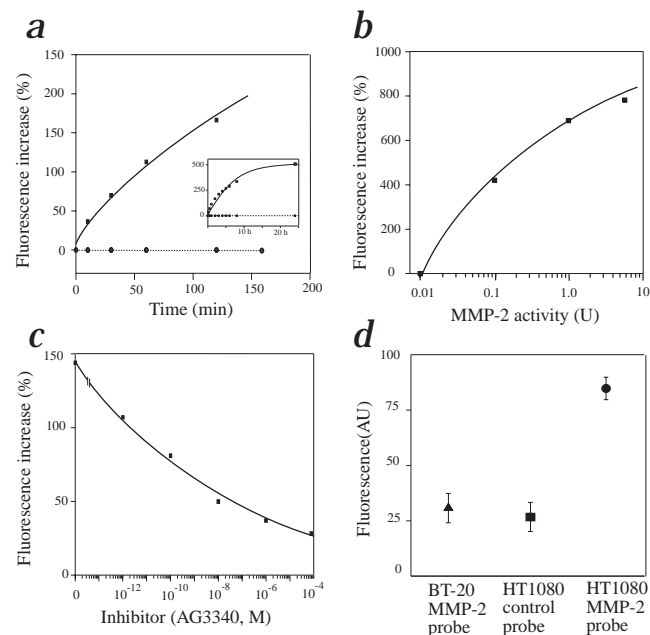 a
Fluorescence increase (%)
150
200
150
100
50
0
500
250
0
10 h
20 h
0
50
100
150
200
Time (min)
b
Fluorescence increase (%)
1000
800
600
400
200
0
0.01
0.1
1.0
10
MMP-2 activity (U)
c
Fluorescence increase (%)
150
100
50
0
0
10-12
10-10
10-8
10-6
10-4
Inhibitor (AG3340, M)
d
Fluorescence(AU)
100
75
50
25
0
BT-20
MMP-2
probe
HT1080
control
probe
HT1080
MMP-2
probe